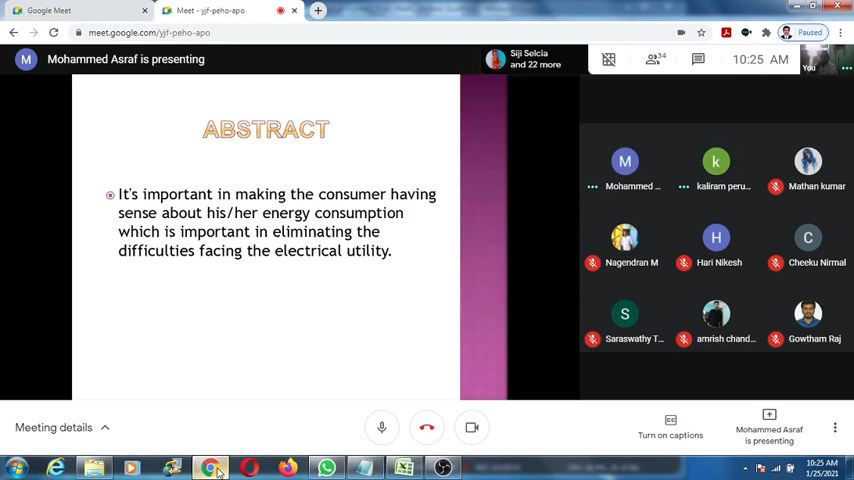 Google Meet
Meet - yjf-peho-apo
meet.google.com/yjf-peho-apo
Paused
M
Mohammed Asraf is presenting
Siji Selcia
and 22 more
34
10:25 AM
You
ABSTRACT
It's important in making the consumer having
sense about his/her energy consumption
which is important in eliminating the
difficulties facing the electrical utility.
M
Mohammed ...
k
kaliram peru...
Mathan kumar
Nagendran M
H
Hari Nikesh
C
Cheeku Nirmal
S
Saraswathy T...
amrish chand...
Gowtham Raj
Meeting details
Turn on captions
Mohammed Asraf
is presenting
10:25 AM
1/25/2021